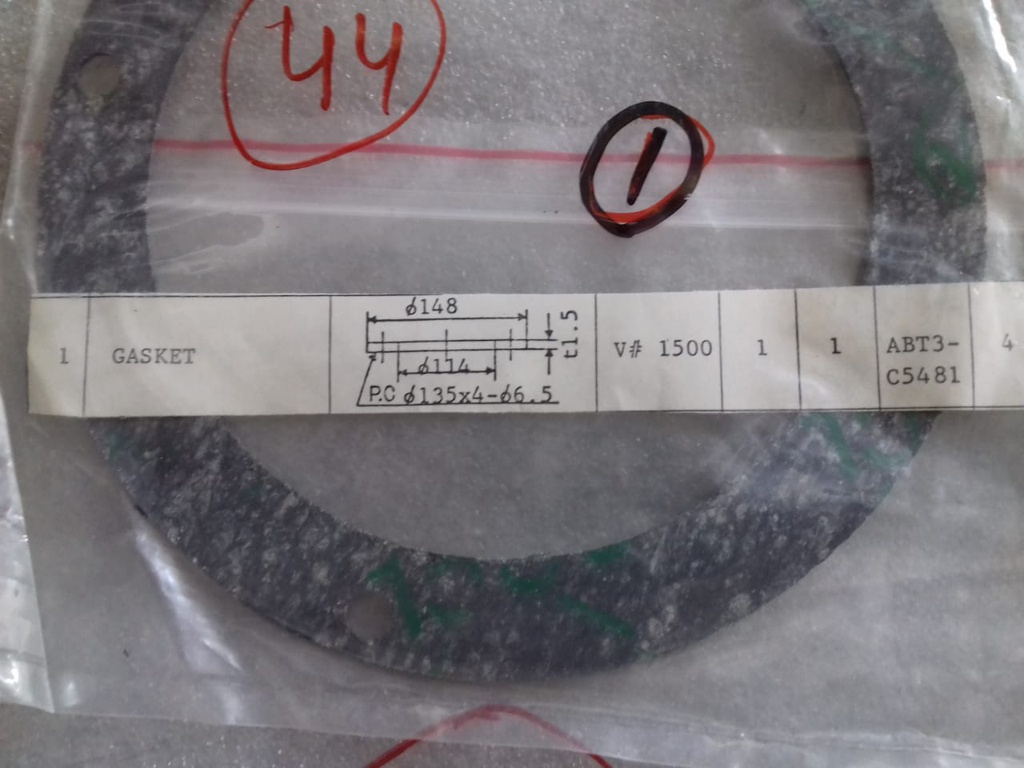 44
1
1
GASKET
ø148
t1.5
ø114
P.C ø135x4-ø6.5
V# 1500
1
1
ABT3-
C5481
4